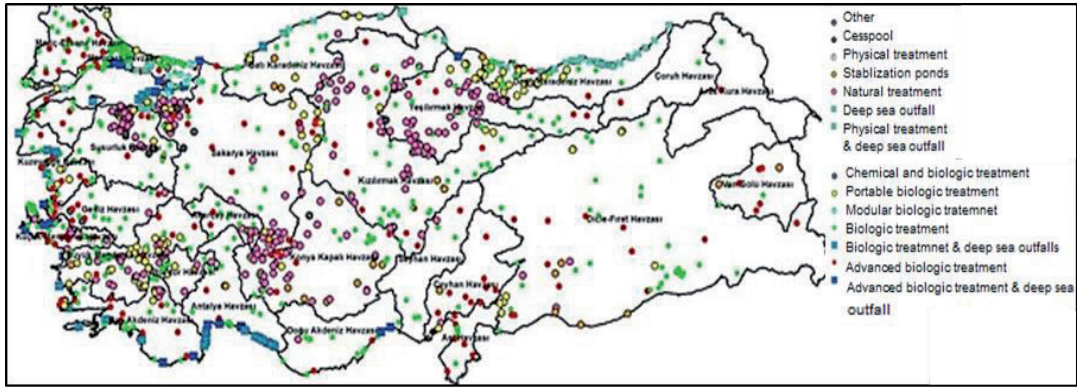 Other
Cesspool
Physical treatment
Stablization ponds
Natural treatment
Deep sea outfall
Physical treatment
& deep sea outfall
Chemical and biologic treatment
Portable biologic treatment
Modular biologic tratemnet
Biologic treatment
Biologic treatmnet & deep sea outfalls
Advanced biologic treatment
Advanced biologic treatment & deep sea
outfall
Batı Karadeniz Havzası
Doğu Karadeniz Havzası
Çoruh Havzası
Aras Kura Havzası
Yeşilırmak Havzası
Susurluk Havzası
Sakarya Havzası
Kızılırmak Havzası
Van Gölü Havzası
Gediz Havzası
Dicle-Fırat Havzası
Konya Kapalı Havzası
Seyhan Havzası
Ceyhan Havzası
Antalya Havzası
Akdeniz Havzası
Doğu Akdeniz Havzası
Asi Havzası